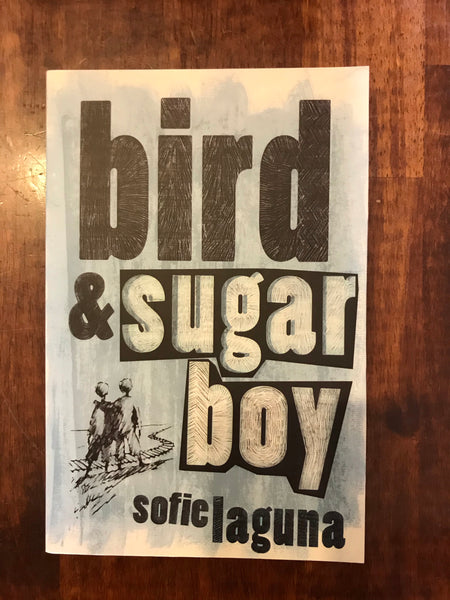 bird
& sugar
boy
sofie laguna